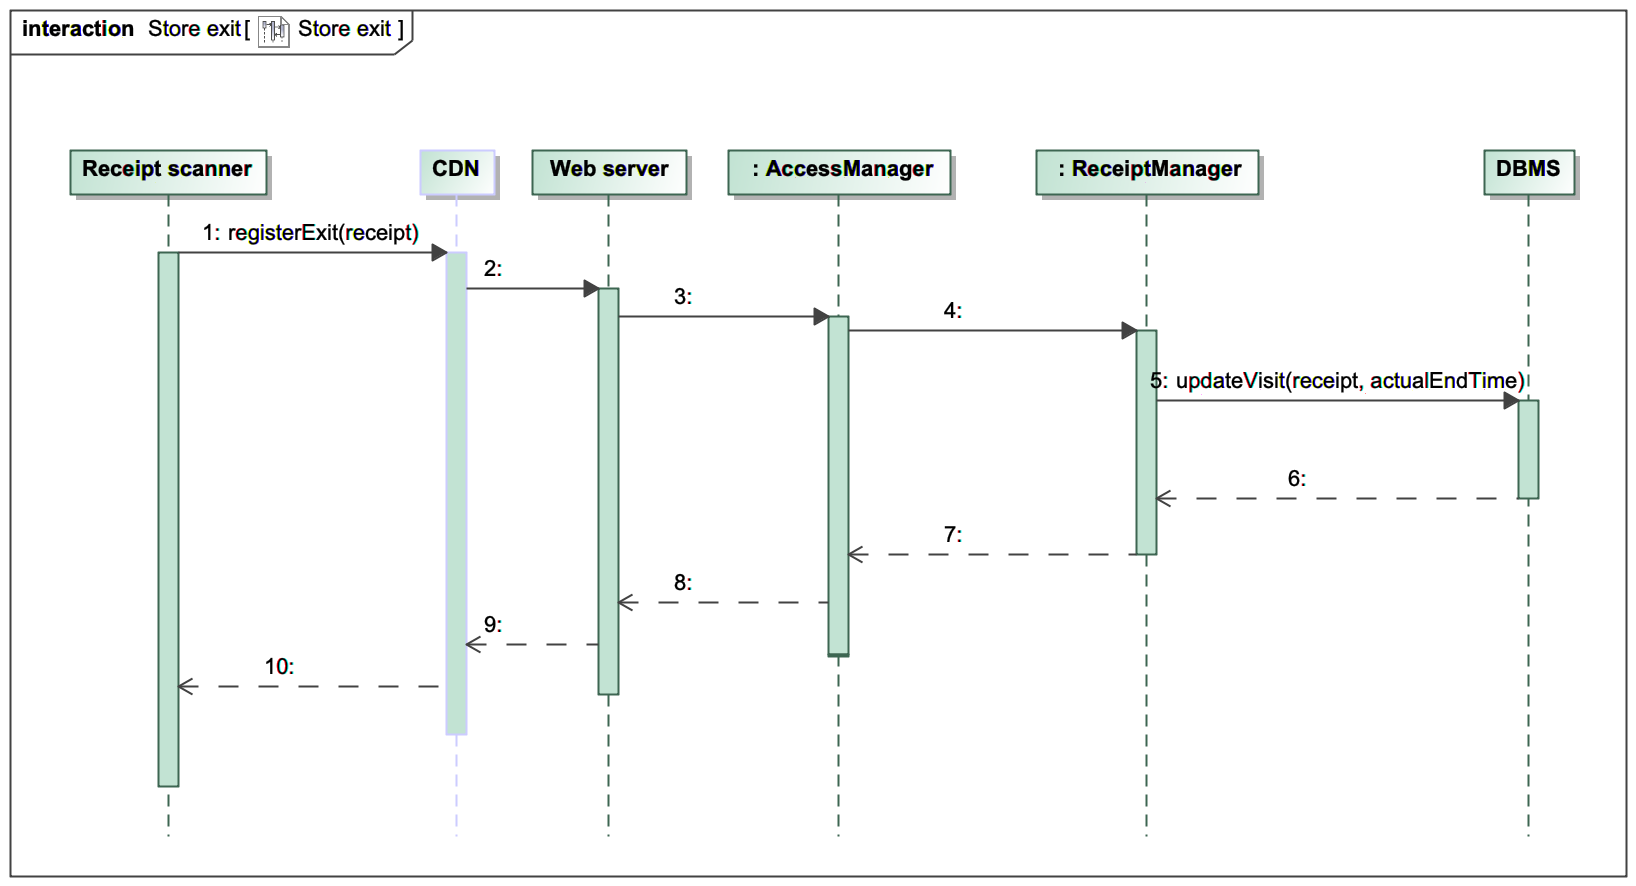 interaction Store exit[ Store exit ]
Receipt scanner
CDN
Web server
: AccessManager
: ReceiptManager
DBMS
1: registerExit(receipt)
2:
3:
4:
5: updateVisit(receipt, actualEndTime)
6:
7:
8:
9:
10: